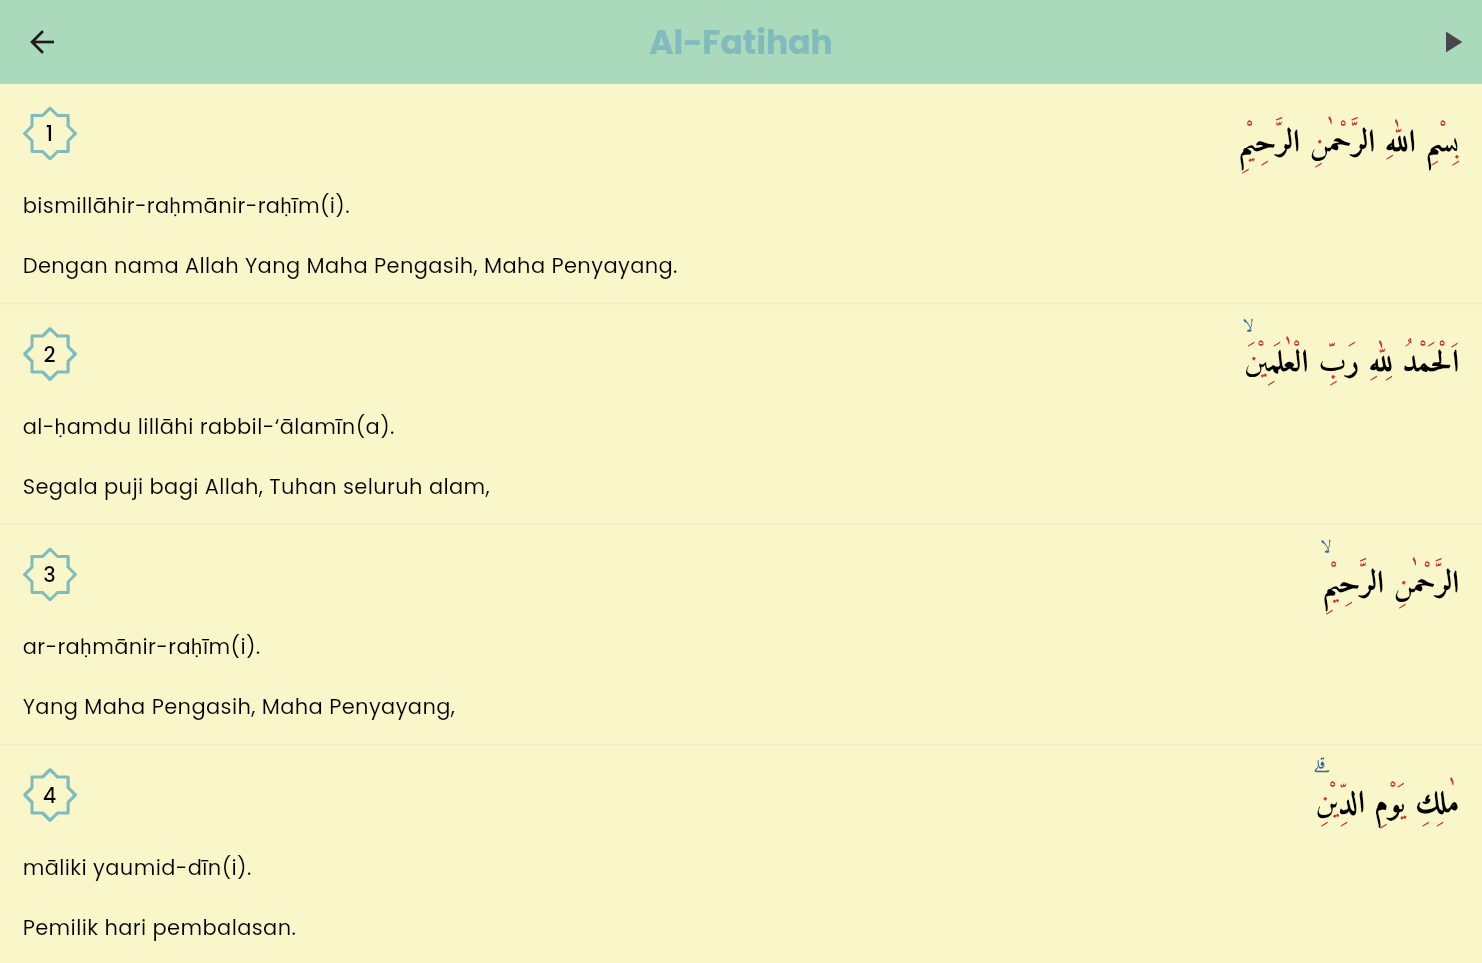 Al-Fatihah
1
بِسْمِ اللّٰهِ الرَّحْمٰنِ الرَّحِيْمِ
bismillāhir-raḥmānir-raḥīm(i).
Dengan nama Allah Yang Maha Pengasih, Maha Penyayang.
2
اَلْحَمْدُ لِلّٰهِ رَبِّ الْعٰلَمِيْنَۙ
al-ḥamdu lillāhi rabbil-‘ālamīn(a).
Segala puji bagi Allah, Tuhan seluruh alam,
3
الرَّحْمٰنِ الرَّحِيْمِۙ
ar-raḥmānir-raḥīm(i).
Yang Maha Pengasih, Maha Penyayang,
4
مٰلِكِ يَوْمِ الدِّيْنِۗ
māliki yaumid-dīn(i).
Pemilik hari pembalasan.